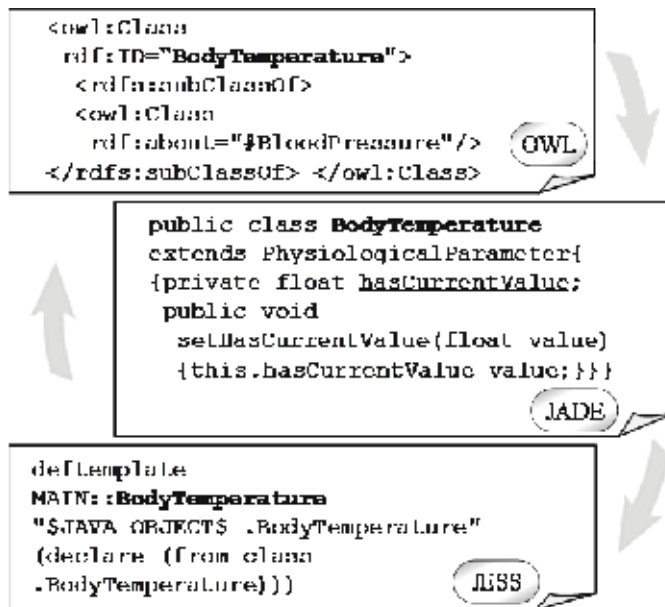 <owl:Class
rdf:ID="BodyTemperature">
<rdfs:subClassOf>
<owl:Class
rdf:about="#BloodPressure"/>
</rdfs:subClassOf> </owl:Class>
OWL
public class BodyTemperature
extends PhysiologicalParameter{
{private float hasCurrentValue;
public void
setHasCurrentValue(float value)
{this.hasCurrentValue value;}}}
JADE
deftemplate
MAIN::BodyTemperature
"$JAVA OBJECT$ .BodyTemperature"
(declare (from class
.BodyTemperature)))
JESS